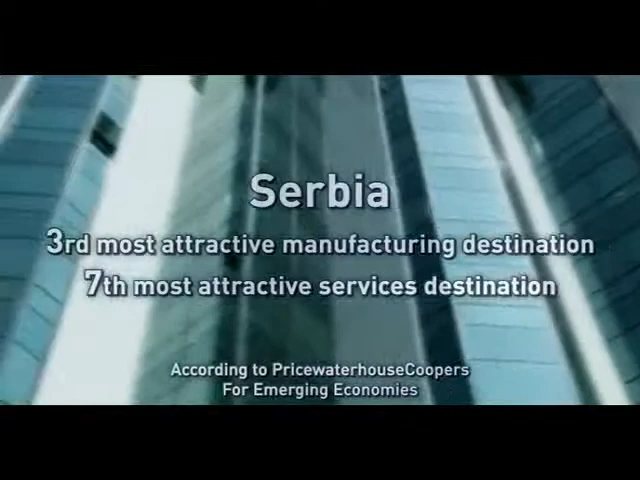 Serbia
3rd most attractive manufacturing destination
7th most attractive services destination
According to PricewaterhouseCoopers
For Emerging Economies